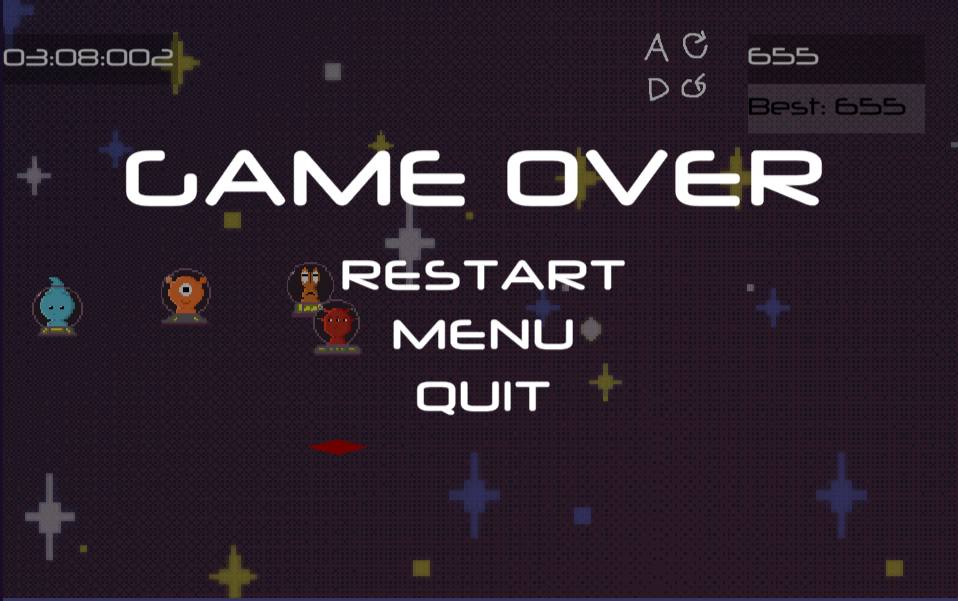 03:08:002
A
D
655
Best: 655
GAME OVER
RESTART
MENU
QUIT